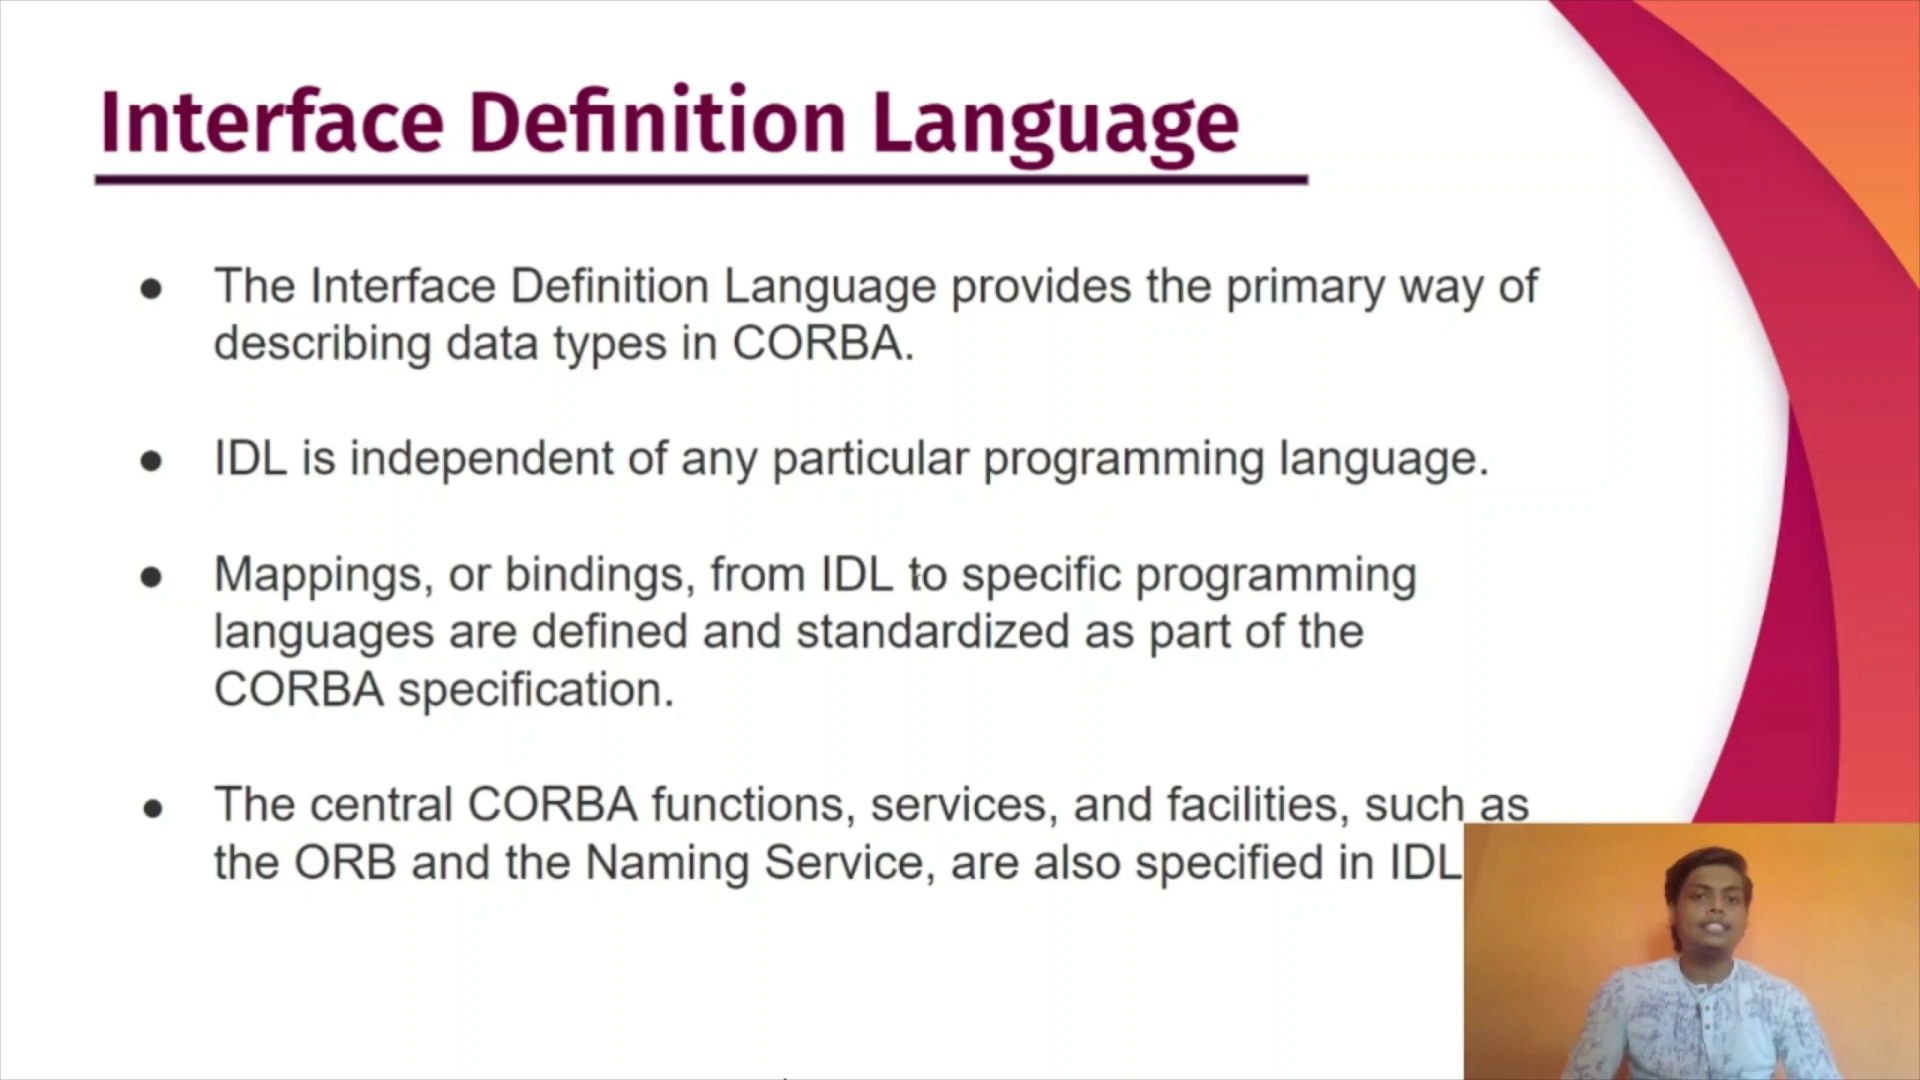 Interface Definition Language
● The Interface Definition Language provides the primary way of
describing data types in CORBA.
● IDL is independent of any particular programming language.
● Mappings, or bindings, from IDL to specific programming
languages are defined and standardized as part of the
CORBA specification.
● The central CORBA functions, services, and facilities, such as
the ORB and the Naming Service, are also specified in IDL